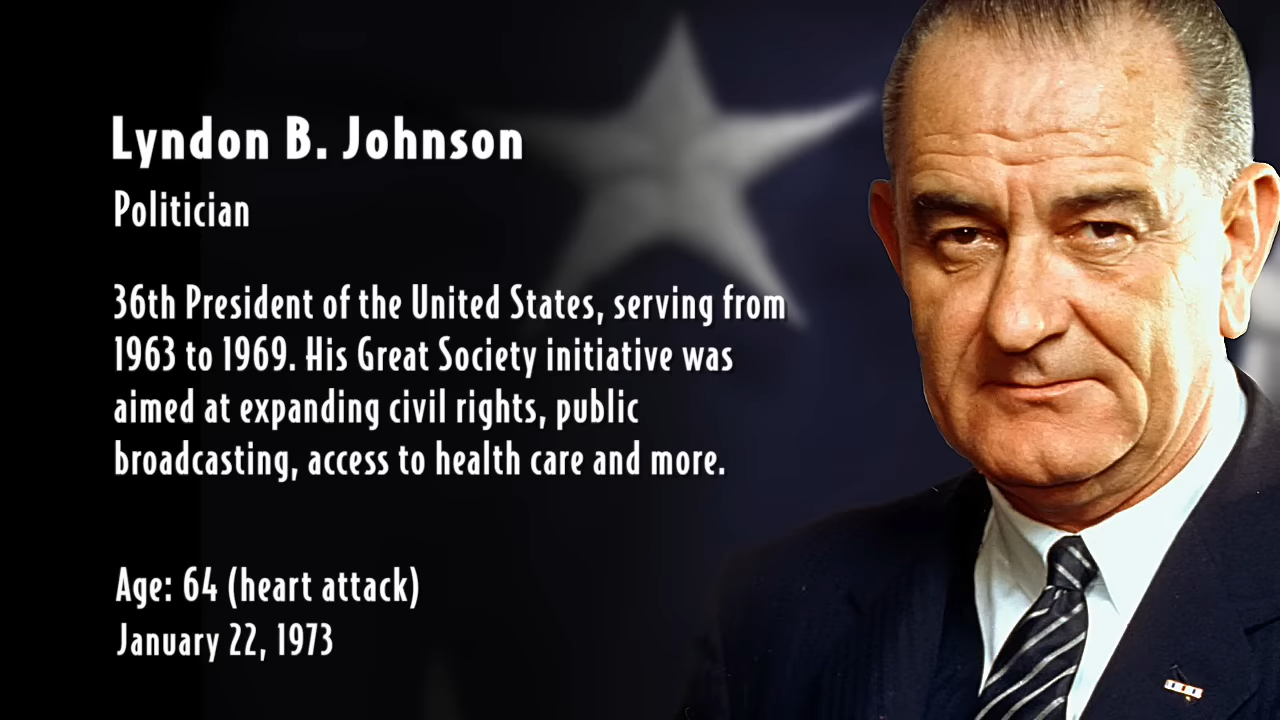 Lyndon B. Johnson
Politician
36th President of the United States, serving from
1963 to 1969. His Great Society initiative was
aimed at expanding civil rights, public
broadcasting, access to health care and more.
Age: 64 (heart attack)
January 22, 1973